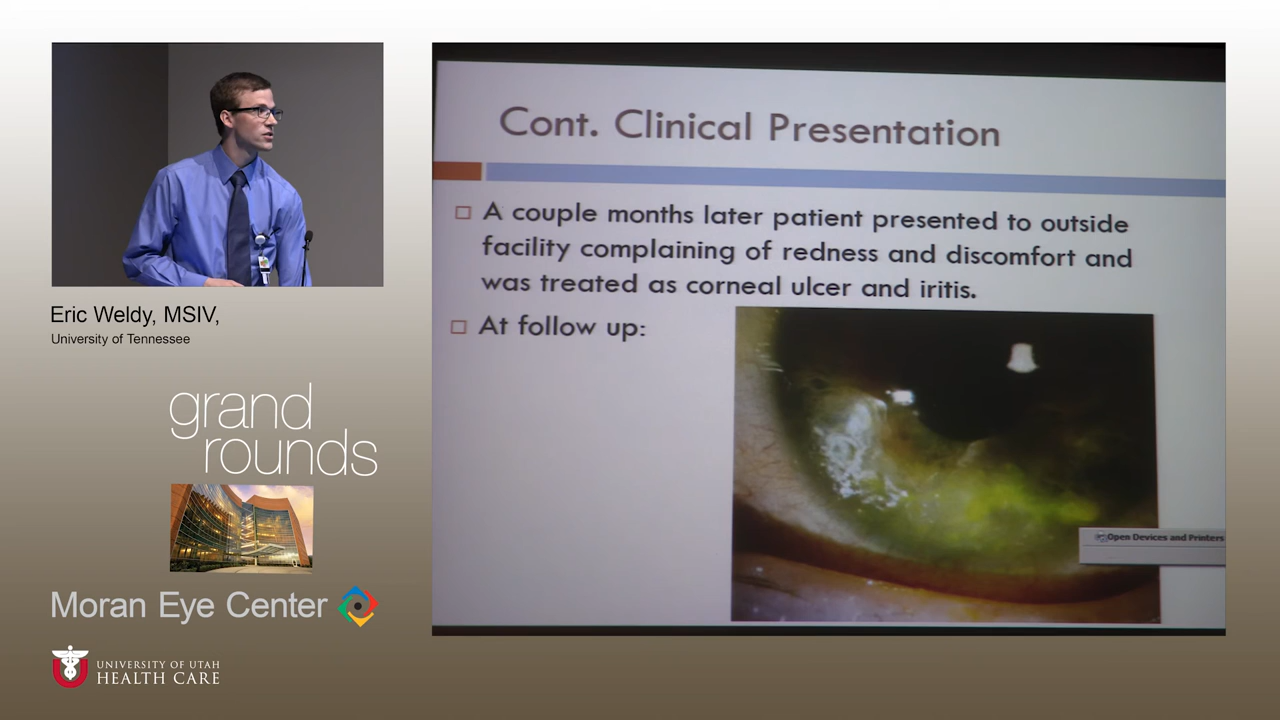 Eric Weldy, MSIV,
University of Tennessee
grand
rounds
Moran Eye Center
UNIVERSITY OF UTAH
HEALTH CARE
Cont. Clinical Presentation
A couple months later patient presented to outside
facility complaining of redness and discomfort and
was treated as corneal ulcer and iritis.
At follow up:
Open Devices and Printers